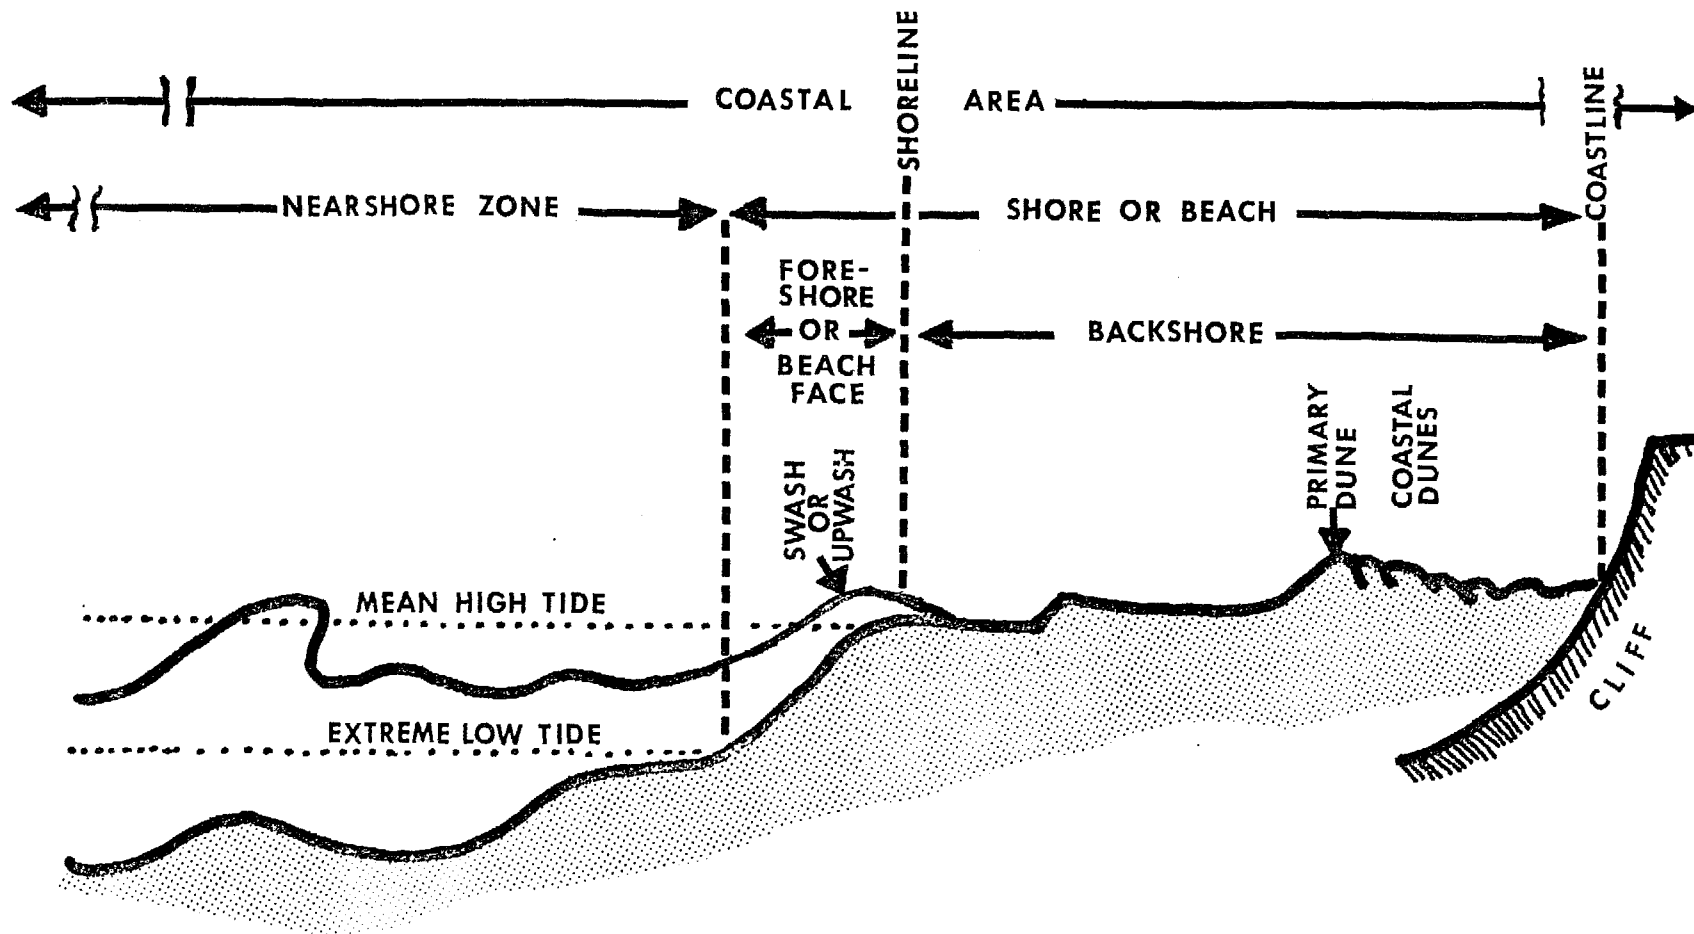 SHORELINE
COASTAL AREA
COASTLINE
NEARSHORE ZONE
SHORE OR BEACH
FORE-
SHORE
OR
BEACH
FACE
BACKSHORE
PRIMARY
DUNE
COASTAL
DUNES
SWASH
OR
UPWASH
MEAN HIGH TIDE
EXTREME LOW TIDE
CLIFF